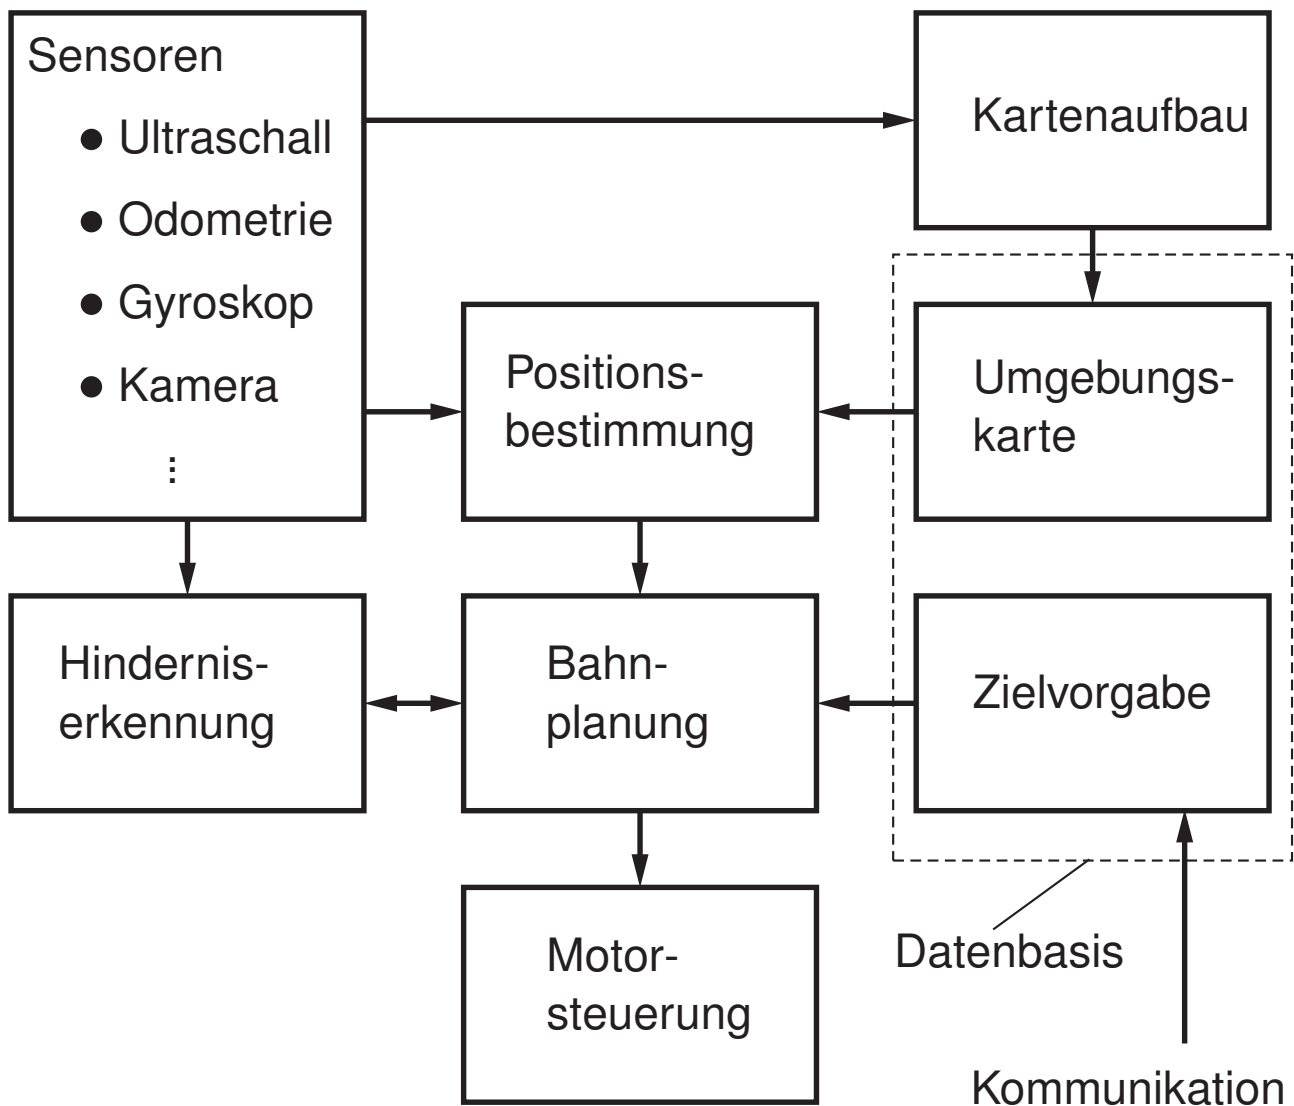 Sensoren
● Ultraschall
● Odometrie
● Gyroskop
● Kamera
⋮
Kartenaufbau
Positions-
bestimmung
Umgebungs-
karte
Hindernis-
erkennung
Bahn-
planung
Zielvorgabe
Motor-
steuerung
Datenbasis
Kommunikation